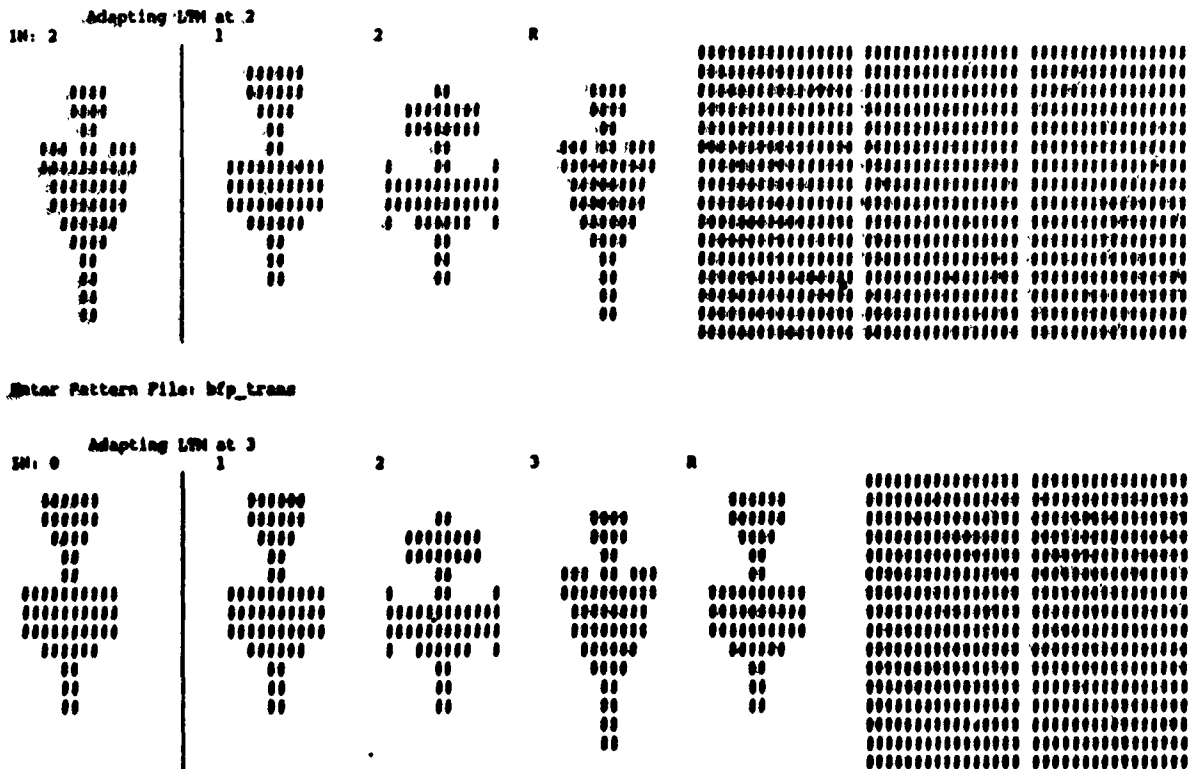 Adapting LTM at 2
IN: 2 1 2 R
Enter Pattern File: bfp_trans
Adapting LTM at 3
IN: 0 1 2 3 R